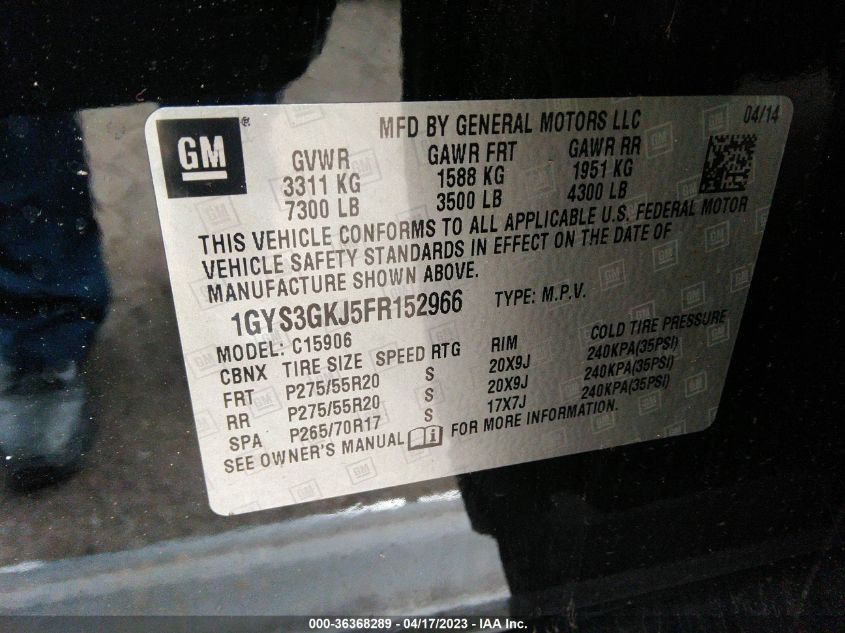 GM ®
MFD BY GENERAL MOTORS LLC 04/14
GVWR GAWR FRT GAWR RR
3311 KG 1588 KG 1951 KG
7300 LB 3500 LB 4300 LB
THIS VEHICLE CONFORMS TO ALL APPLICABLE U.S. FEDERAL MOTOR
VEHICLE SAFETY STANDARDS IN EFFECT ON THE DATE OF
MANUFACTURE SHOWN ABOVE.
1GYS3GKJ5FR152966 TYPE: M.P.V.
MODEL: C15906
CBNX TIRE SIZE SPEED RTG RIM COLD TIRE PRESSURE
FRT P275/55R20 S 20X9J 240KPA(35PSI)
RR P275/55R20 S 20X9J 240KPA(35PSI)
SPA P265/70R17 S 17X7J 240KPA(35PSI)
SEE OWNER'S MANUAL FOR MORE INFORMATION.
000-36368289 - 04/17/2023 - IAA Inc.